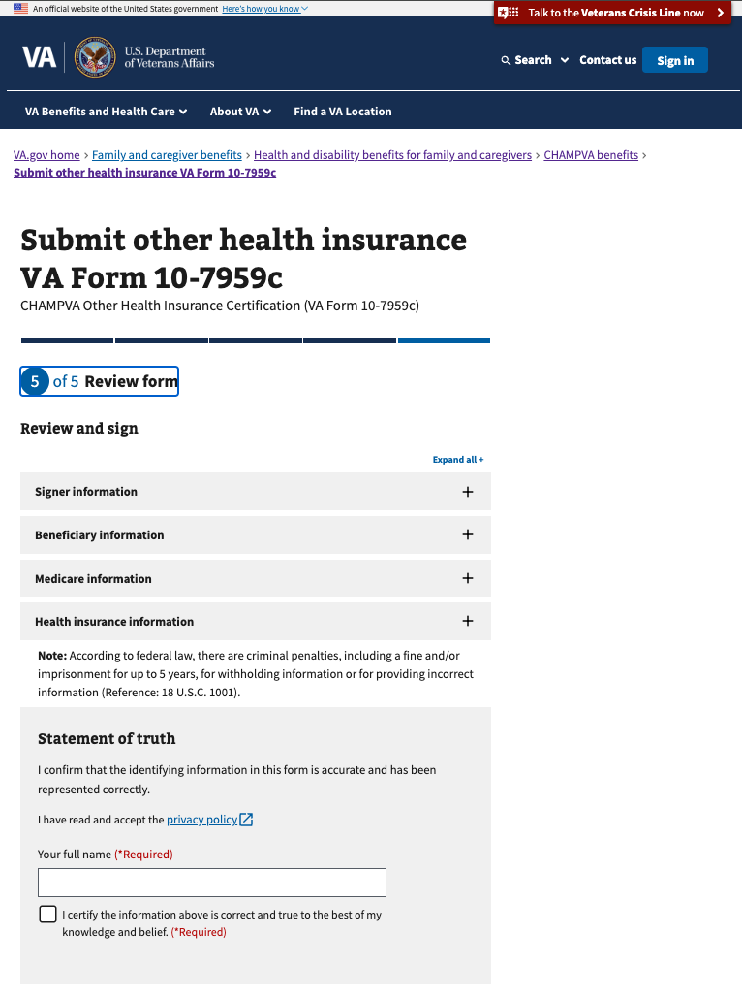 An official website of the United States government Here's how you know
Talk to the Veterans Crisis Line now
VA
U.S. Department
of Veterans Affairs
Search Contact us Sign in
VA Benefits and Health Care About VA Find a VA Location
VA.gov home › Family and caregiver benefits › Health and disability benefits for family and caregivers › CHAMPVA benefits ›
Submit other health insurance VA Form 10-7959c
Submit other health insurance
VA Form 10-7959c
CHAMPVA Other Health Insurance Certification (VA Form 10-7959c)
5 of 5 Review form
Review and sign
Expand all +
Signer information
Beneficiary information
Medicare information
Health insurance information
Note: According to federal law, there are criminal penalties, including a fine and/or
imprisonment for up to 5 years, for withholding information or for providing incorrect
information (Reference: 18 U.S.C. 1001).
Statement of truth
I confirm that the identifying information in this form is accurate and has been
represented correctly.
I have read and accept the privacy policy
Your full name (*Required)
I certify the information above is correct and true to the best of my
knowledge and belief. (*Required)